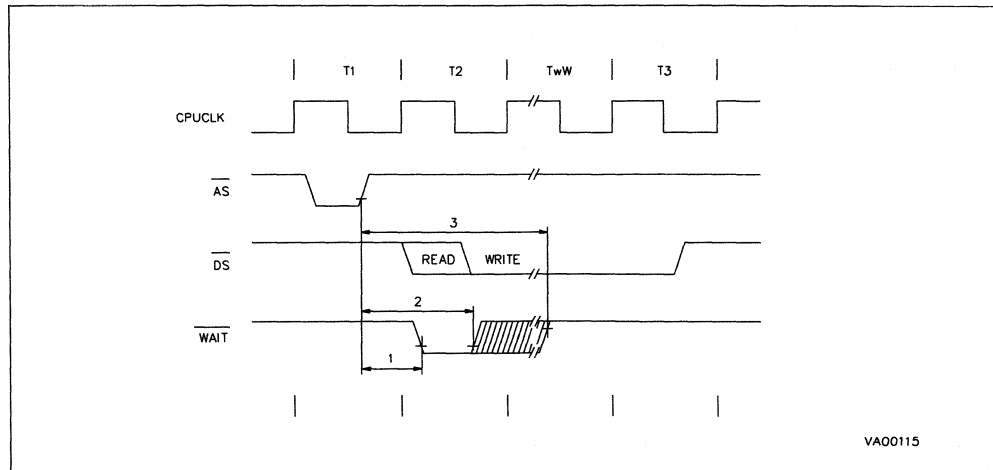 | T1 | T2 | TwW | T3 |
CPUCLK
AS
3
DS
READ
WRITE
2
WAIT
1
VA00115